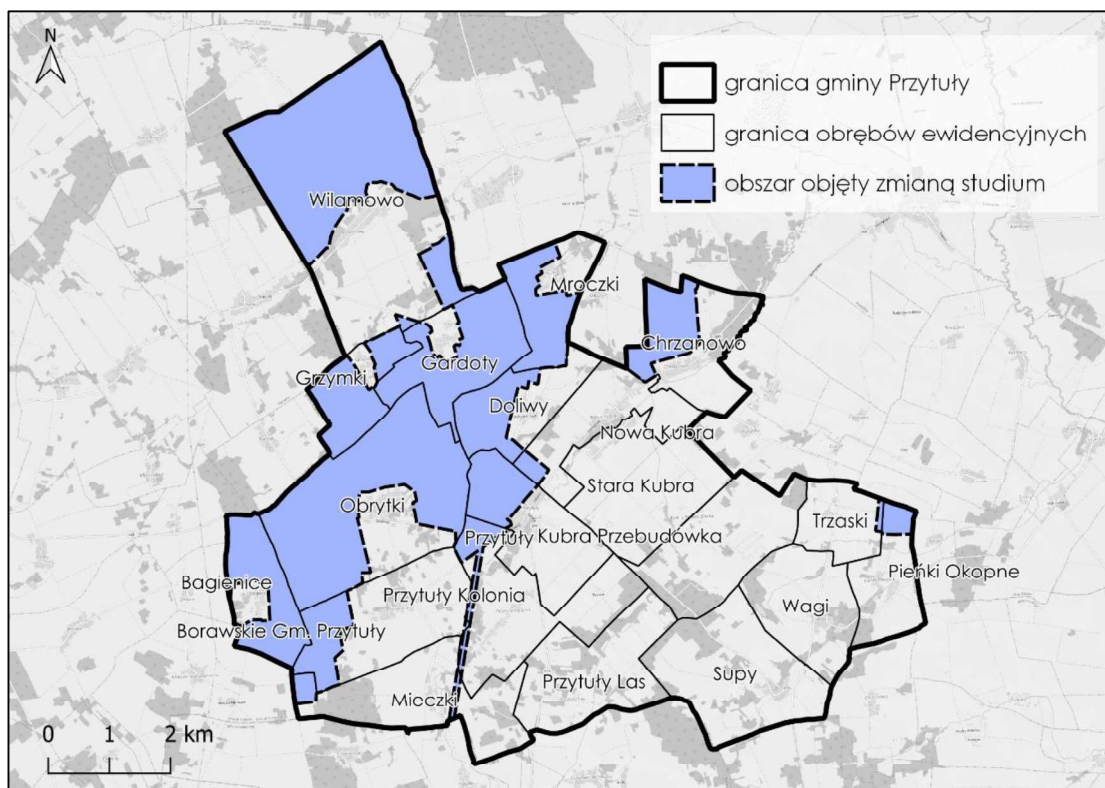 N
granica gminy Przytuły
granica obrębów ewidencyjnych
obszar objęty zmianą studium
Wilamowo
Mroczki
Chrzanowo
Gardoty
Grzymki
Doliwy
Nowa Kubra
Stara Kubra
Obrytki
Trzaski
Przytuły
Kubra Przebudówka
Pieńki Okopne
Bagienice
Przytuły Kolonia
Wagi
Borawskie Gm. Przytuły
Supy
Przytuły Las
Mieczki
0 1 2 km